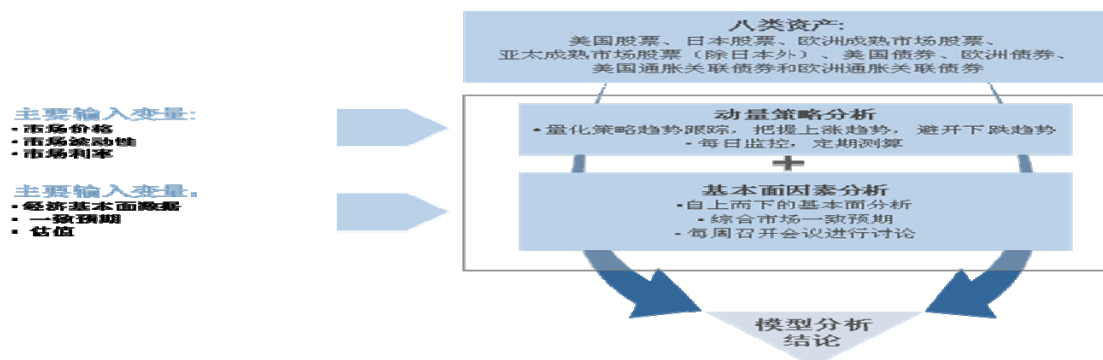 八类资产:
美国股票、日本股票、欧洲成熟市场股票、
亚太成熟市场股票（除日本外）、美国债券、欧洲债券、
美国通胀关联债券和欧洲通胀关联债券
主要输入变量:
·市场价格
·市场波动性
·市场利率
动量策略分析
·量化策略趋势跟踪，把握上涨趋势，避开下跌趋势
·每日监控，定期测算
+
主要输入变量:
·经济基本面数据
·一致预期
·估值
基本面因素分析
·自上而下的基本面分析
·综合市场一致预期
·每周召开会议进行讨论
模型分析
结论